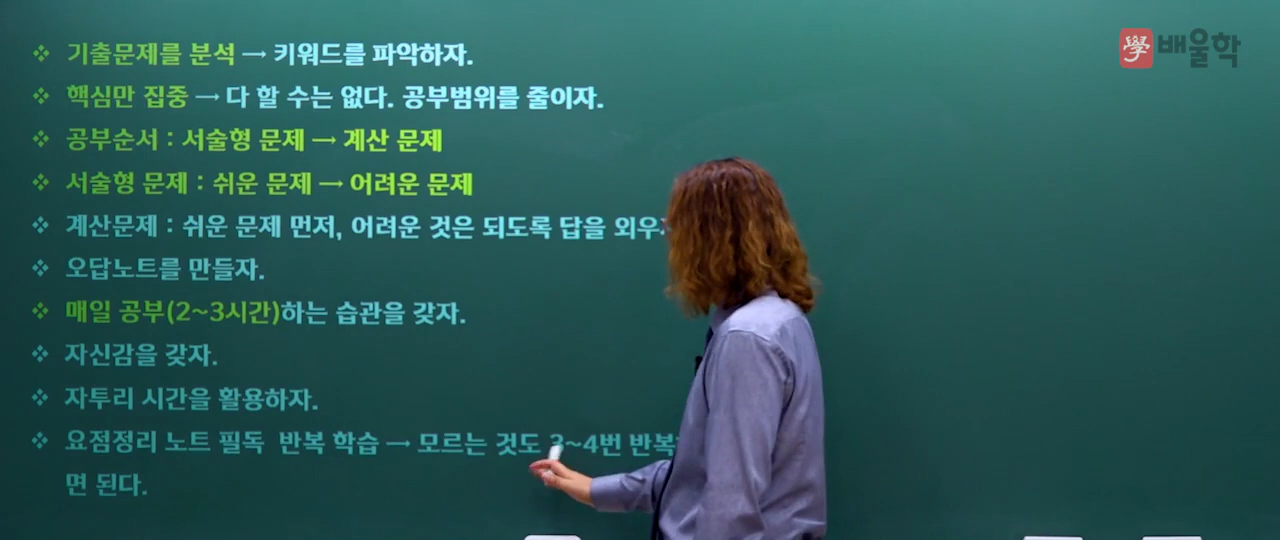 學 배울학
❖ 기출문제를 분석 → 키워드를 파악하자.
❖ 핵심만 집중 → 다 할 수는 없다. 공부범위를 줄이자.
❖ 공부순서 : 서술형 문제 → 계산 문제
❖ 서술형 문제 : 쉬운 문제 → 어려운 문제
❖ 계산문제 : 쉬운 문제 먼저, 어려운 것은 되도록 답을 외우
❖ 오답노트를 만들자.
❖ 매일 공부(2~3시간)하는 습관을 갖자.
❖ 자신감을 갖자.
❖ 자투리 시간을 활용하자.
❖ 요점정리 노트 필독 반복 학습 → 모르는 것도 3~4번 반복
면 된다.